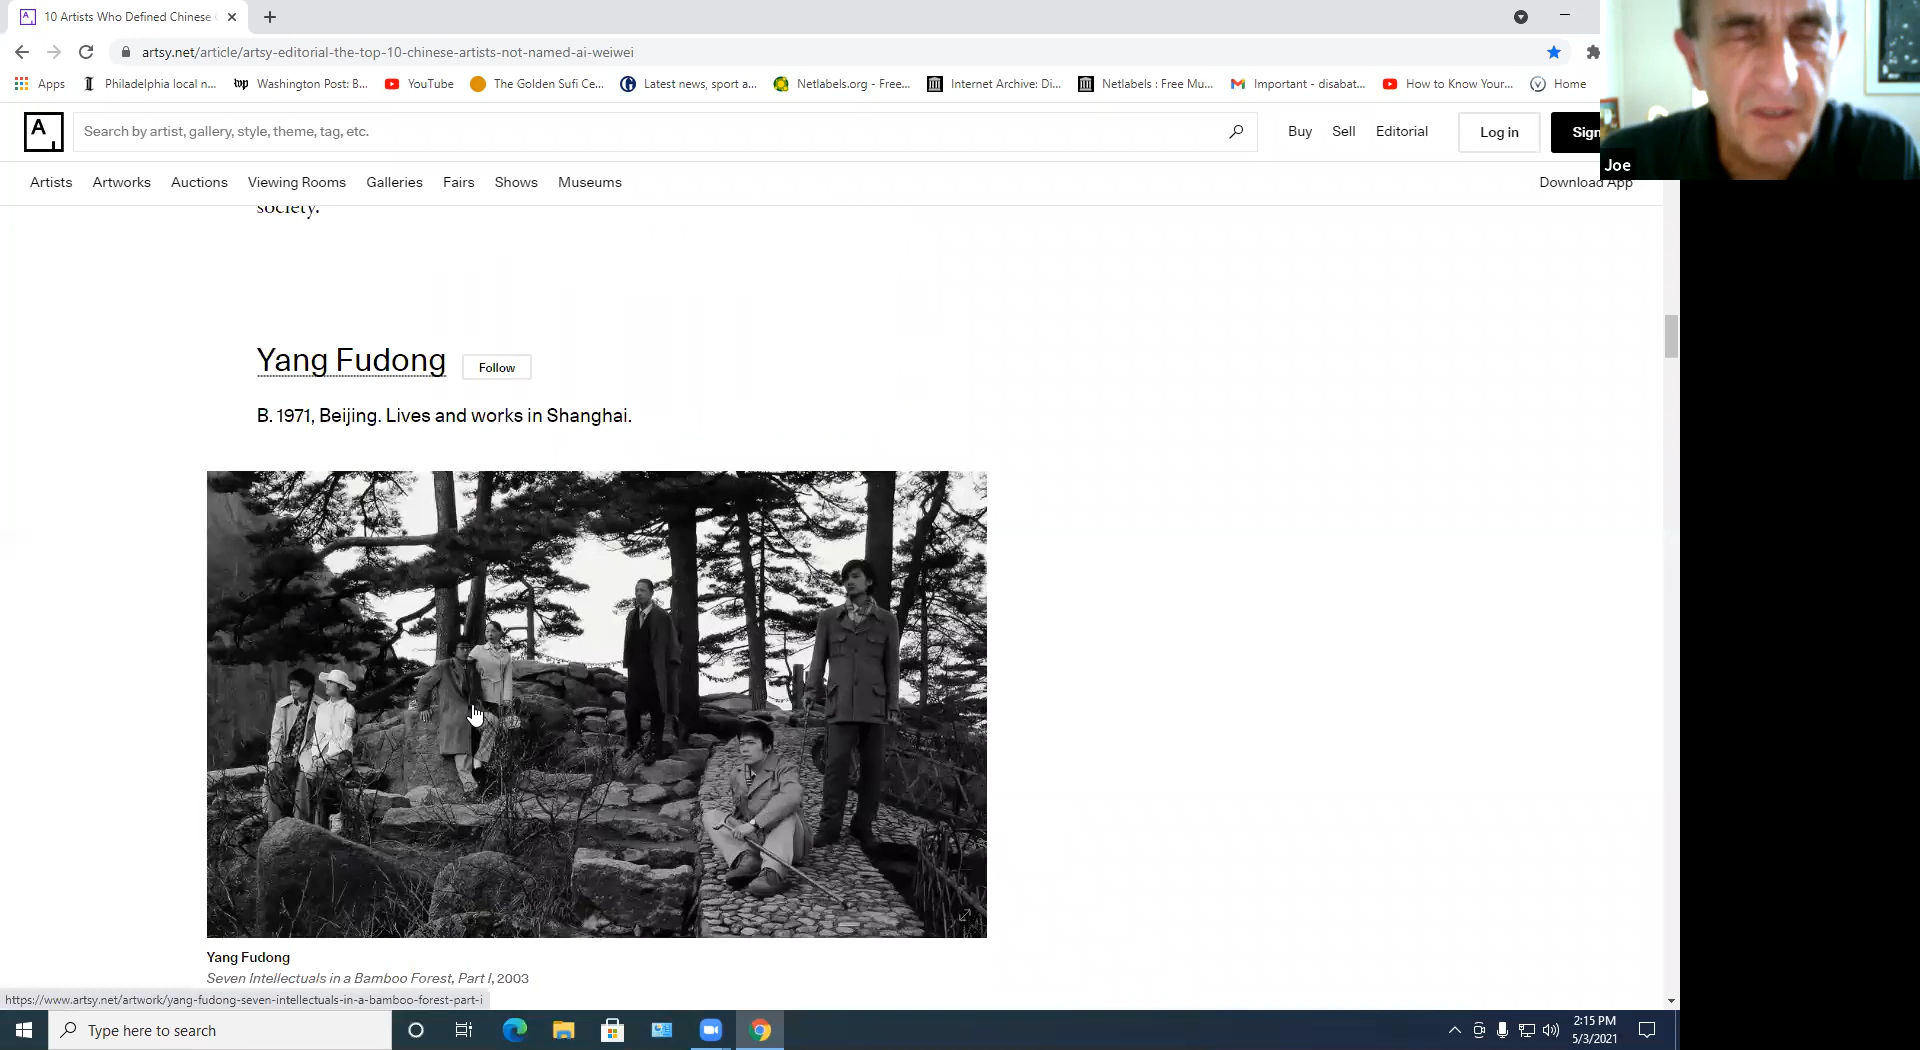 10 Artists Who Defined Chinese
artsy.net/article/artsy-editorial-the-top-10-chinese-artists-not-named-ai-weiwei
Apps
Philadelphia local n...
Washington Post: B...
YouTube
The Golden Sufi Ce...
Latest news, sport a...
Netlabels.org - Free...
Internet Archive: Di...
Netlabels : Free Mu...
Important - disabat...
How to Know Your...
Home
A
Search by artist, gallery, style, theme, tag, etc.
Buy
Sell
Editorial
Log in
Sign
Joe
Artists
Artworks
Auctions
Viewing Rooms
Galleries
Fairs
Shows
Museums
Download App
society.
Yang Fudong
Follow
B. 1971, Beijing. Lives and works in Shanghai.
Yang Fudong
Seven Intellectuals in a Bamboo Forest, Part I, 2003
https://www.artsy.net/artwork/yang-fudong-seven-intellectuals-in-a-bamboo-forest-part-i
Type here to search
2:15 PM
5/3/2021